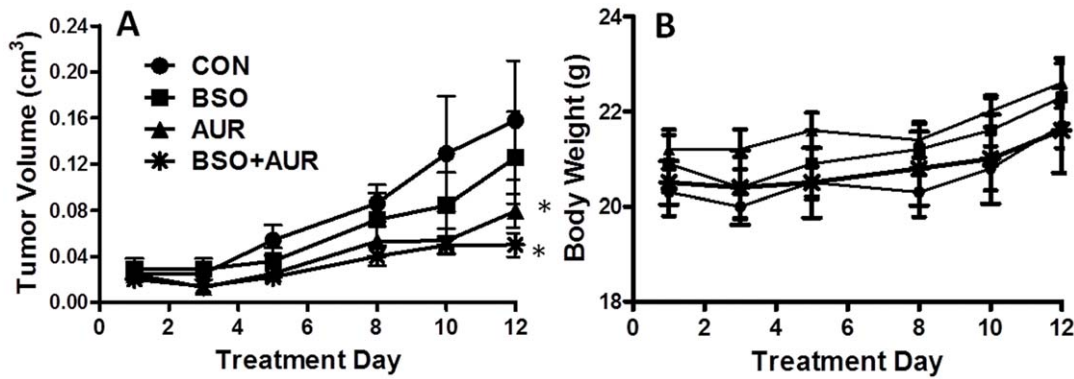 A
Tumor Volume (cm³)
0.24
0.20
0.16
0.12
0.08
0.04
0.00
CON
BSO
AUR
BSO+AUR
*
*
0 2 4 6 8 10 12
Treatment Day
B
Body Weight (g)
24
22
20
18
0 2 4 6 8 10 12
Treatment Day